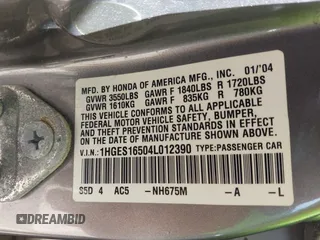 MFD. BY HONDA OF AMERICA MFG., INC. 01/'04
GVWR 3550LBS GAWR F 1840LBS R 1720LBS
GVWR 1610KG GAWR F 835KG R 780KG
THIS VEHICLE CONFORMS TO ALL APPLICABLE
FEDERAL MOTOR VEHICLE SAFETY, BUMPER, AND
THEFT PREVENTION STANDARDS IN EFFECT ON THE
DATE OF MANUFACTURE SHOWN ABOVE.
V.I.N:1HGES16504L012390 TYPE:PASSENGER CAR
S5D 4 AC5 -NH675M -A -L
DREAMBID